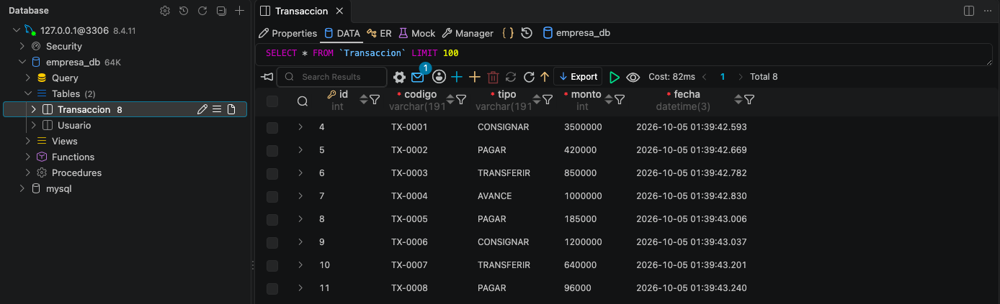 Database
127.0.0.1@3306 8.4.11
Security
empresa_db 64K
Query
Tables (2)
Transaccion 8
Usuario
Views
Functions
Procedures
mysql
Transaccion
Properties DATA ER Mock Manager empresa_db
SELECT * FROM `Transaccion` LIMIT 100
Search Results 1 Export Cost: 82ms 1 Total 8
id * codigo * tipo * monto * fecha
int varchar(191 varchar(191 int datetime(3)
4 TX-0001 CONSIGNAR 3500000 2026-10-05 01:39:42.593
5 TX-0002 PAGAR 420000 2026-10-05 01:39:42.669
6 TX-0003 TRANSFERIR 850000 2026-10-05 01:39:42.782
7 TX-0004 AVANCE 1000000 2026-10-05 01:39:42.830
8 TX-0005 PAGAR 185000 2026-10-05 01:39:43.006
9 TX-0006 CONSIGNAR 1200000 2026-10-05 01:39:43.037
10 TX-0007 TRANSFERIR 640000 2026-10-05 01:39:43.201
11 TX-0008 PAGAR 96000 2026-10-05 01:39:43.240